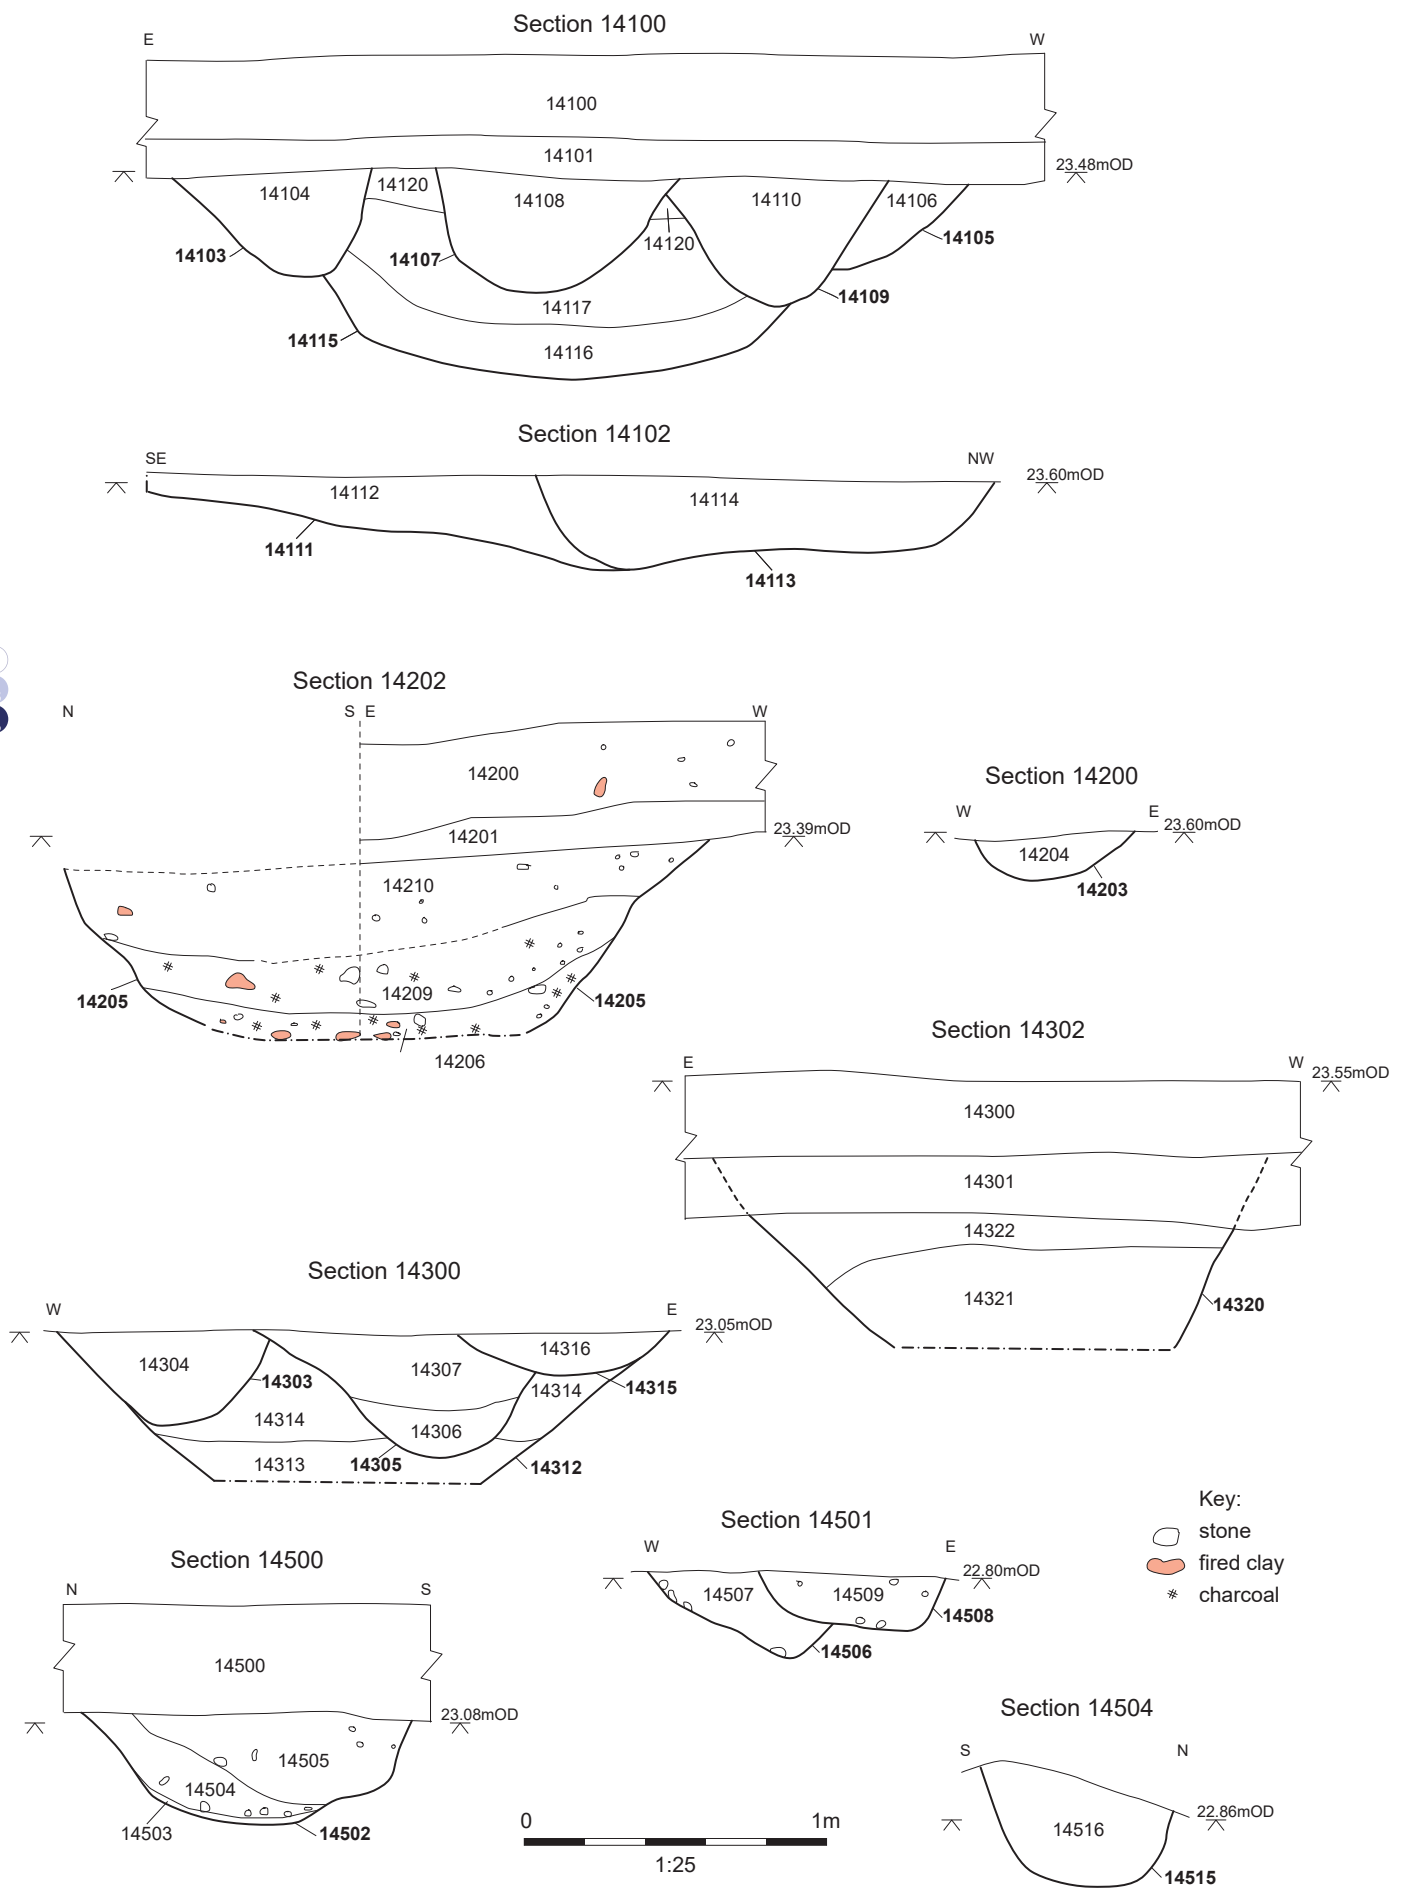 Section 14100
E W
14100
14101
23.48mOD
14104 14120 14108 14110 14106
14103 14107 14120 14105
14109
14117
14115
14116
Section 14102
SE NW
23.60mOD
14112 14114
14111
14113
Section 14202
N S E W
14200
14201
23.39mOD
14210
14209
14205 14205
14206
Section 14200
W E
23.60mOD
14204
14203
Section 14302
E W
23.55mOD
14300
14301
14322
14321
14320
Section 14300
W E
23.05mOD
14304 14307 14316
14303 14314 14315
14314 14306
14313 14305 14312
Section 14501
W E
22.80mOD
14507 14509
14508
14506
Key:
stone
fired clay
charcoal
Section 14500
N S
14500
23.08mOD
14505
14504
14503 14502
0 1m
1:25
Section 14504
S N
22.86mOD
14516
14515